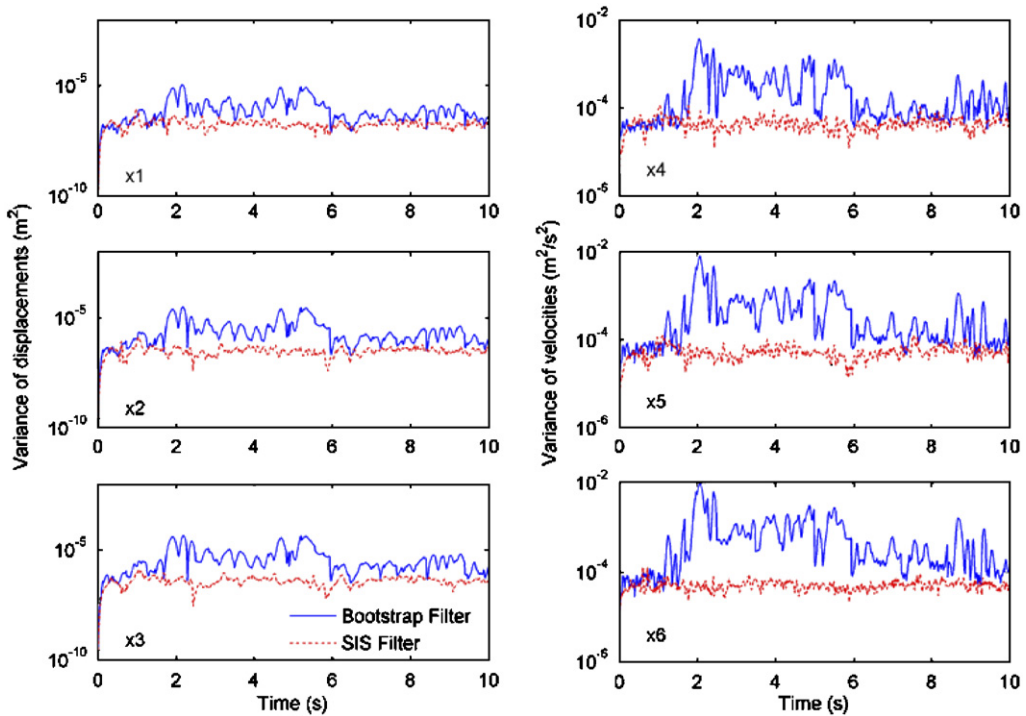 Variance of displacements (m²)
10⁻⁵
10⁻¹⁰
x1
0 2 4 6 8 10
10⁻⁵
10⁻¹⁰
x2
0 2 4 6 8 10
10⁻⁵
10⁻¹⁰
x3
Bootstrap Filter
SIS Filter
0 2 4 6 8 10
Time (s)
Variance of velocities (m²/s²)
10⁻²
10⁻⁴
10⁻⁶
x4
0 2 4 6 8 10
10⁻²
10⁻⁴
10⁻⁶
x5
0 2 4 6 8 10
10⁻²
10⁻⁴
10⁻⁶
x6
0 2 4 6 8 10
Time (s)